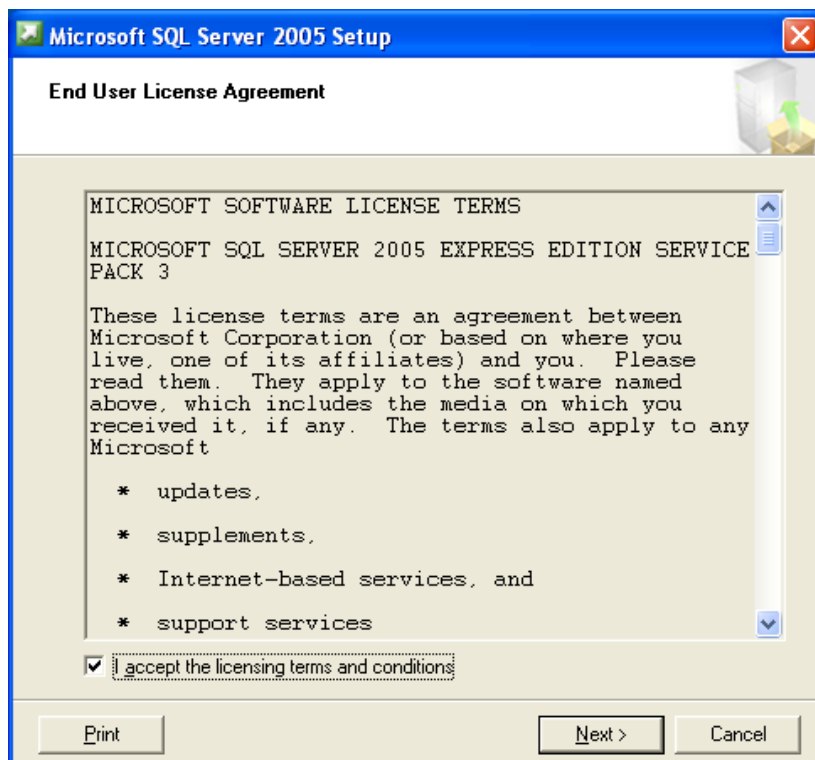 Microsoft SQL Server 2005 Setup
End User License Agreement
MICROSOFT SOFTWARE LICENSE TERMS
MICROSOFT SQL SERVER 2005 EXPRESS EDITION SERVICE
PACK 3
These license terms are an agreement between
Microsoft Corporation (or based on where you
live, one of its affiliates) and you.  Please
read them.  They apply to the software named
above, which includes the media on which you
received it, if any.  The terms also apply to any
Microsoft
*  updates,
*  supplements,
*  Internet-based services, and
*  support services
I accept the licensing terms and conditions
Print
Next >
Cancel